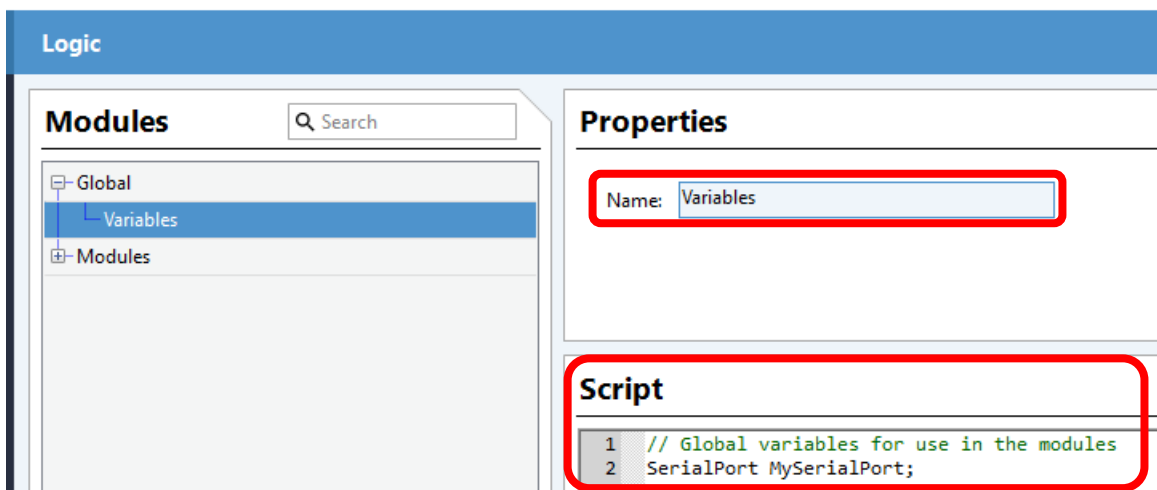 Logic
Modules
Search
Global
Variables
Modules
Properties
Name: Variables
Script
1 // Global variables for use in the modules
2 SerialPort MySerialPort;